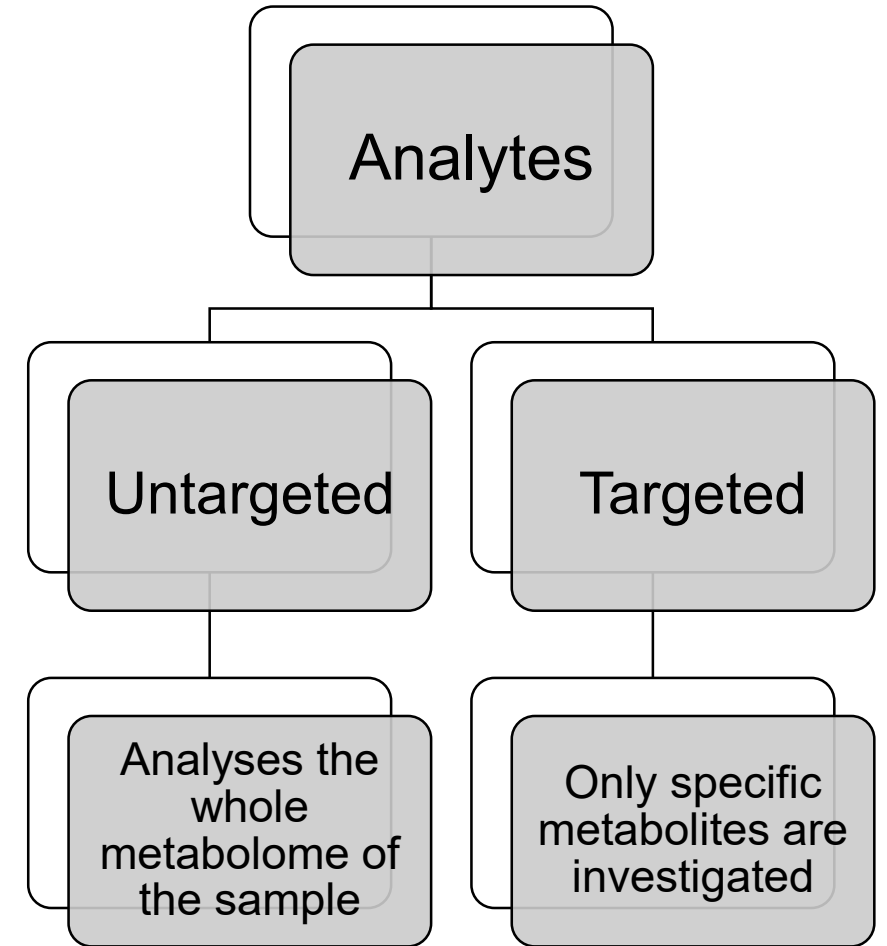 Analytes
Untargeted
Targeted
Analyses the
whole
metabolome of
the sample
Only specific
metabolites are
investigated